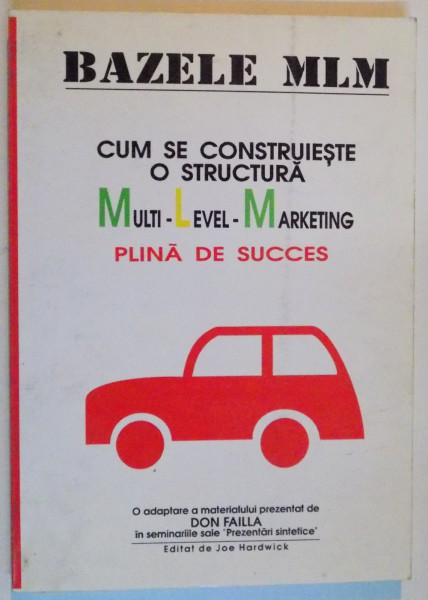 BAZELE MLM
CUM SE CONSTRUIEȘTE
O STRUCTURĂ
MULTI - LEVEL - MARKETING
PLINĂ DE SUCCES
O adaptare a materialului prezentat de
DON FAILLA
în seminariile sale "Prezentări sintetice"
Editat de Joe Hardwick